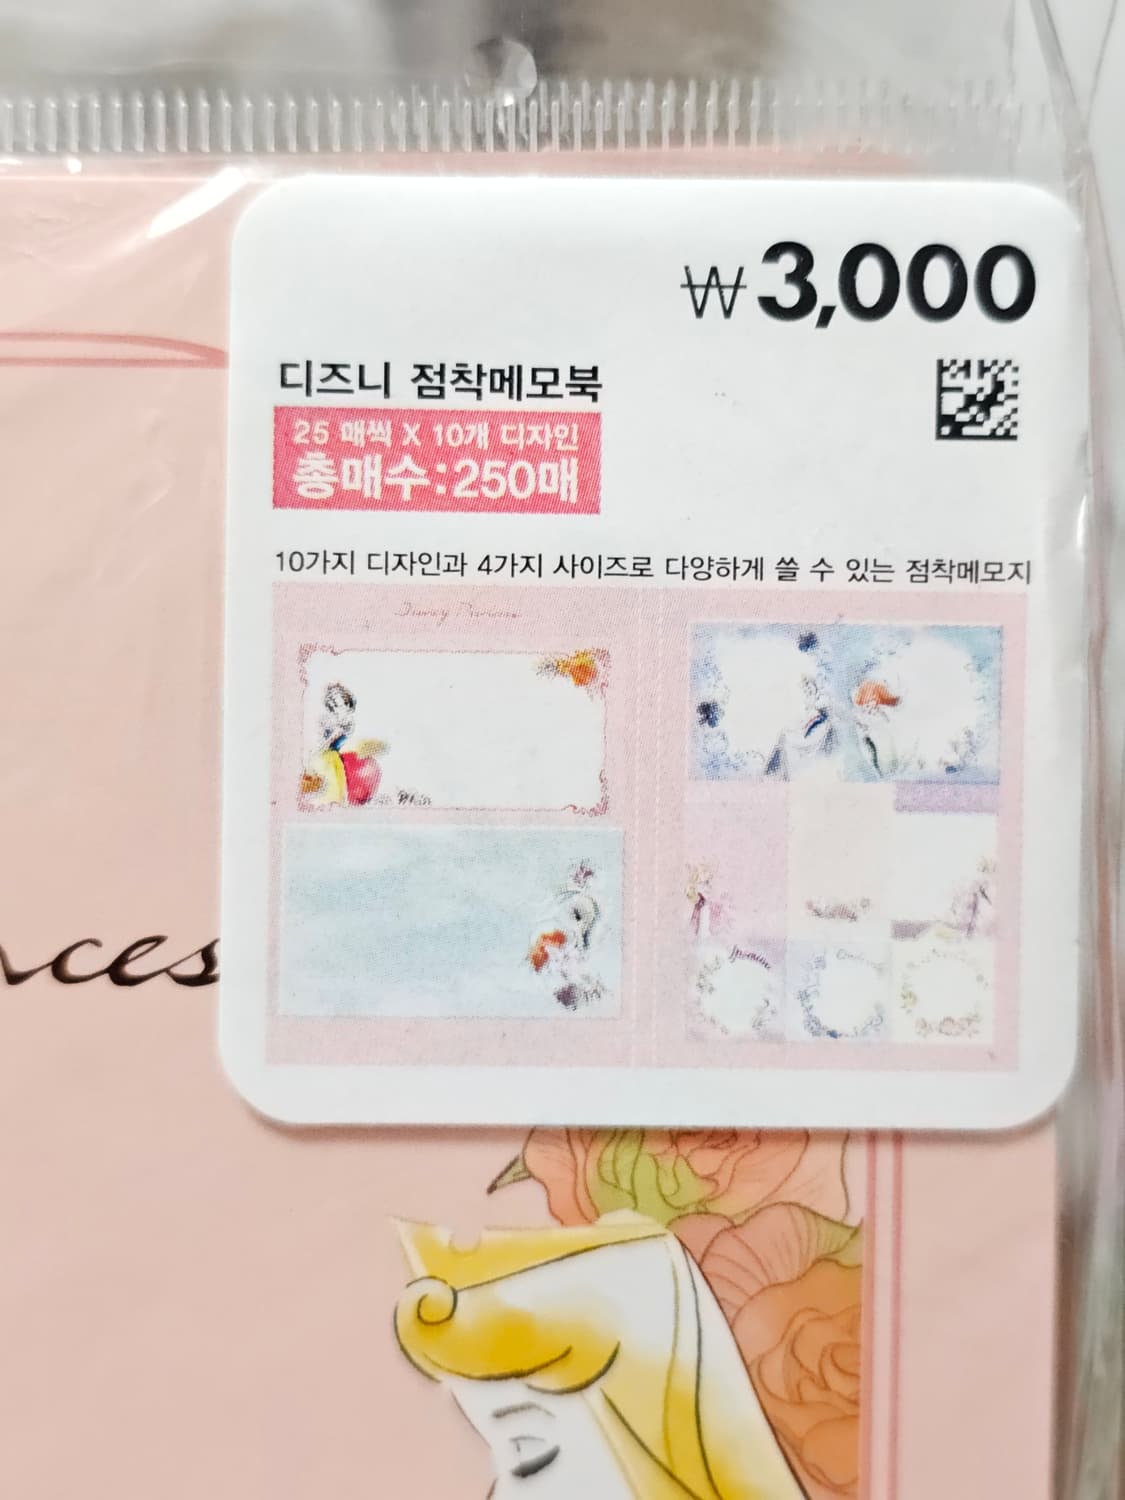 ₩3,000
디즈니 점착메모북
25 매씩 X 10개 디자인
총매수:250매
10가지 디자인과 4가지 사이즈로 다양하게 쓸 수 있는 점착메모지